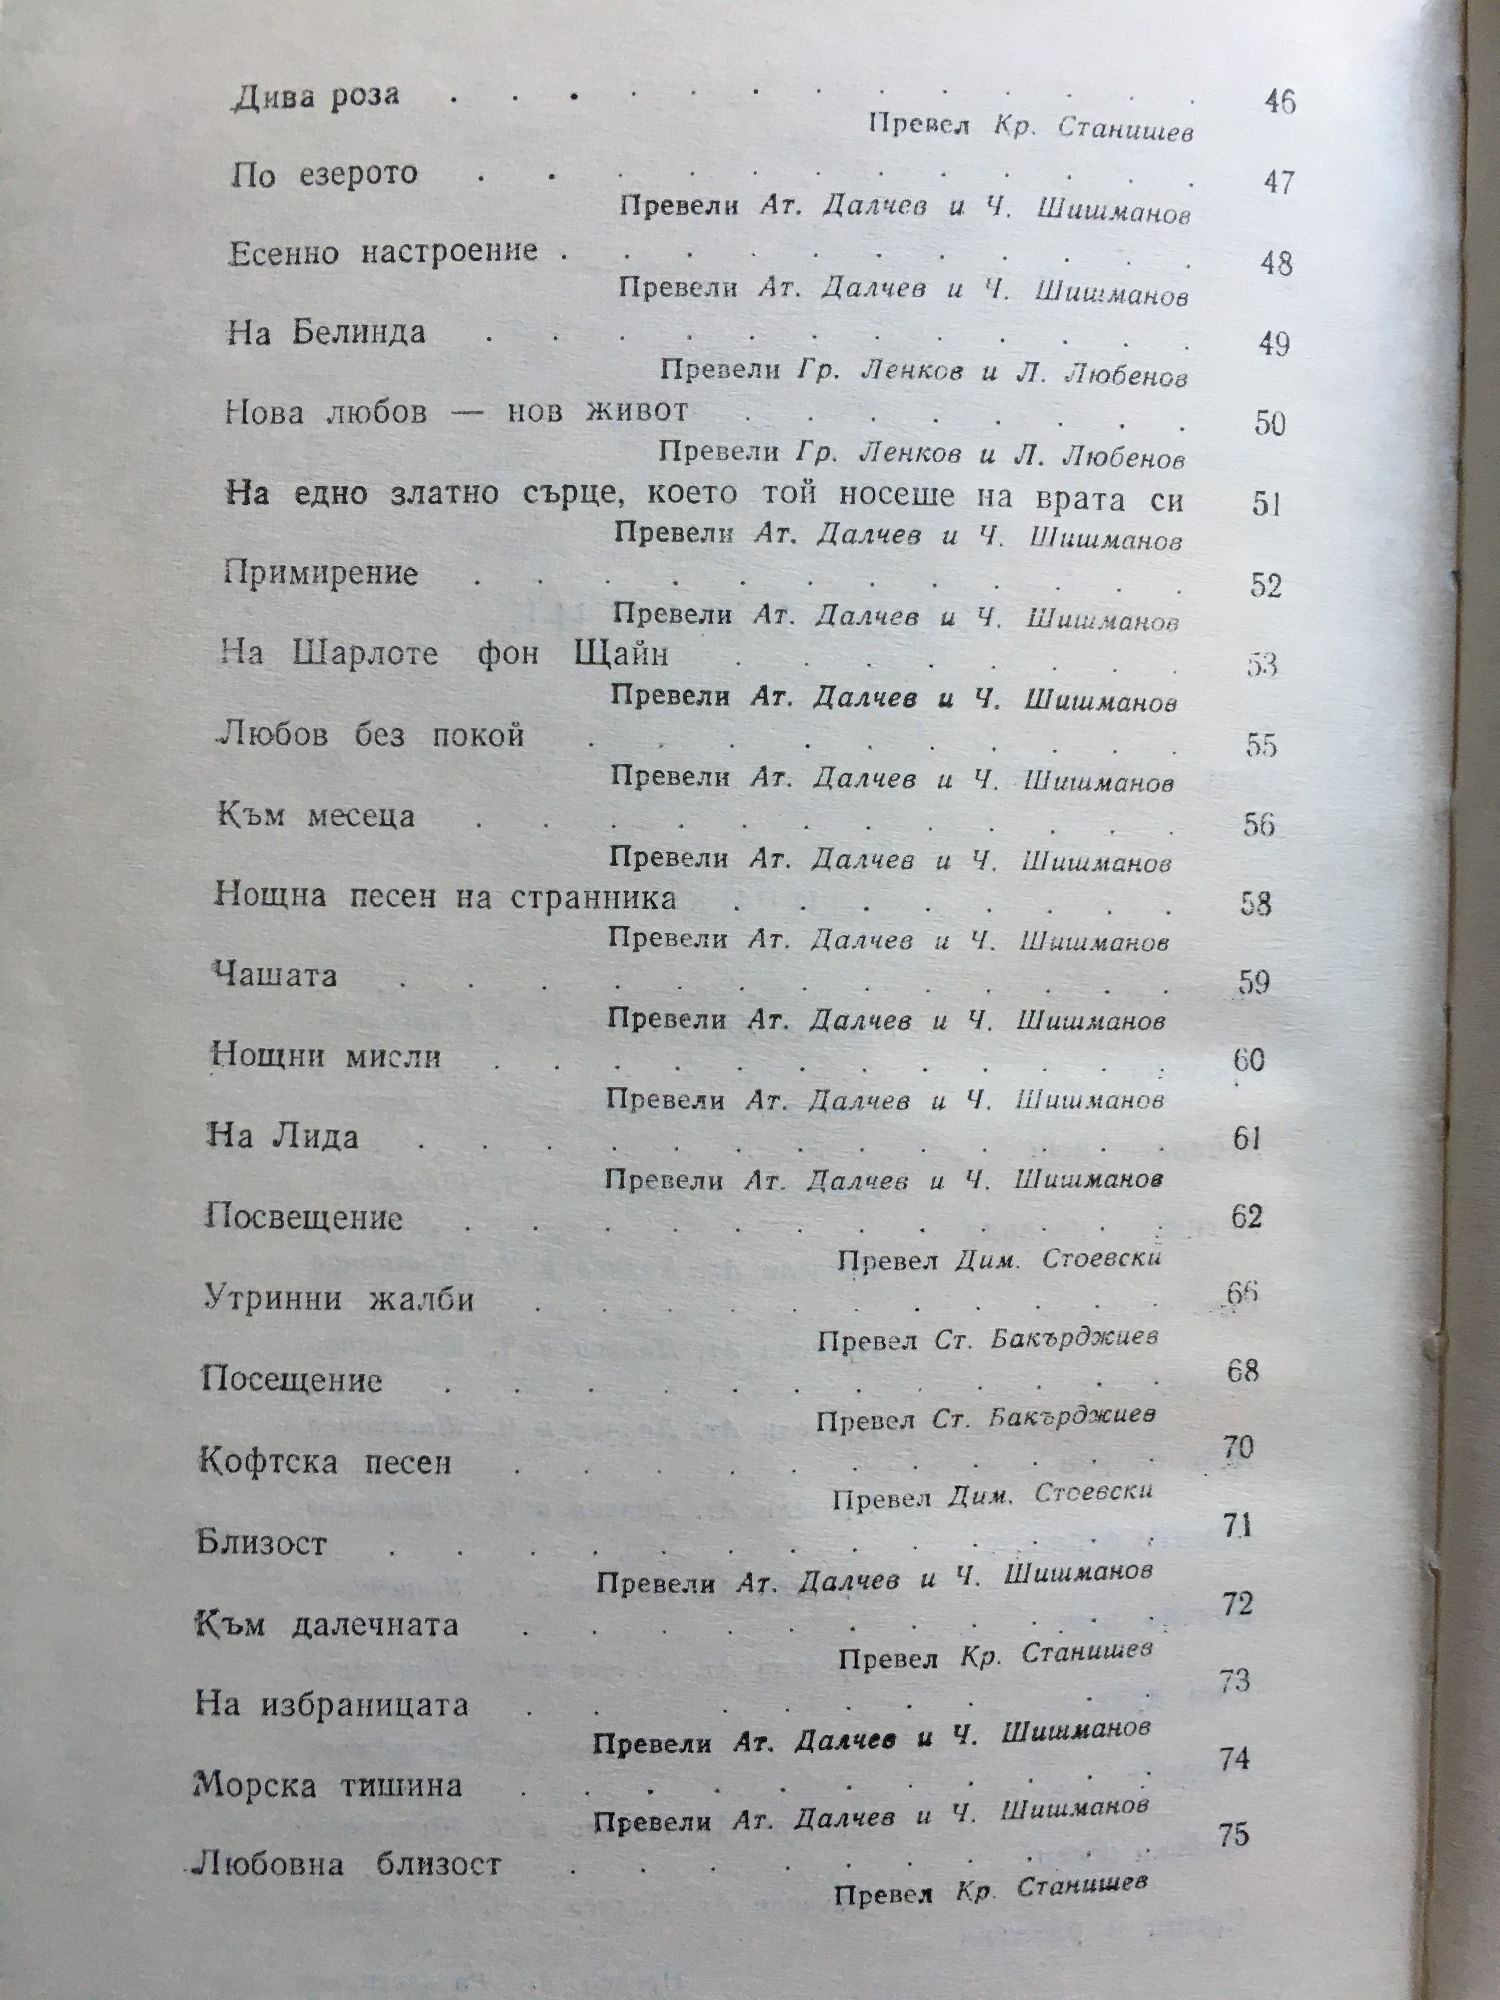 Дива роза . . . . . . . . . . . . 46
Превел Кр. Станишев
По езерото . . . . . . . . . . . . 47
Превели Ат. Далчев и Ч. Шишманов
Есенно настроение . . . . . . . . . . . 48
Превели Ат. Далчев и Ч. Шишманов
На Белинда . . . . . . . . . . . . 49
Превели Гр. Ленков и Л. Любенов
Нова любов — нов живот . . . . . . . . 50
Превели Гр. Ленков и Л. Любенов
На едно златно сърце, което той носеше на врата си 51
Превели Ат. Далчев и Ч. Шишманов
Примирение . . . . . . . . . . . . 52
Превели Ат. Далчев и Ч. Шишманов
На Шарлоте фон Щайн . . . . . . . . 53
Превели Ат. Далчев и Ч. Шишманов
Любов без покой . . . . . . . . . . 55
Превели Ат. Далчев и Ч. Шишманов
Към месеца . . . . . . . . . . . . 56
Превели Ат. Далчев и Ч. Шишманов
Нощна песен на странника . . . . . . . . 58
Превели Ат. Далчев и Ч. Шишманов
Чашата . . . . . . . . . . . . . 59
Превели Ат. Далчев и Ч. Шишманов
Нощни мисли . . . . . . . . . . . . 60
Превели Ат. Далчев и Ч. Шишманов
На Лида . . . . . . . . . . . . . 61
Превели Ат. Далчев и Ч. Шишманов
Посвещение . . . . . . . . . . . . 62
Превел Дим. Стоевски
Утринни жалби . . . . . . . . . . . 66
Превел Ст. Бакърджиев
Посещение . . . . . . . . . . . . 68
Превел Ст. Бакърджиев
Кофтска песен . . . . . . . . . . . 70
Превел Дим. Стоевски
Близост . . . . . . . . . . . . . 71
Превели Ат. Далчев и Ч. Шишманов
Към далечната . . . . . . . . . . . 72
Превел Кр. Станишев
На избраницата . . . . . . . . . . . 73
Превели Ат. Далчев и Ч. Шишманов
Морска тишина . . . . . . . . . . . 74
Превели Ат. Далчев и Ч. Шишманов
Любовна близост . . . . . . . . . . 75
Превел Кр. Станишев